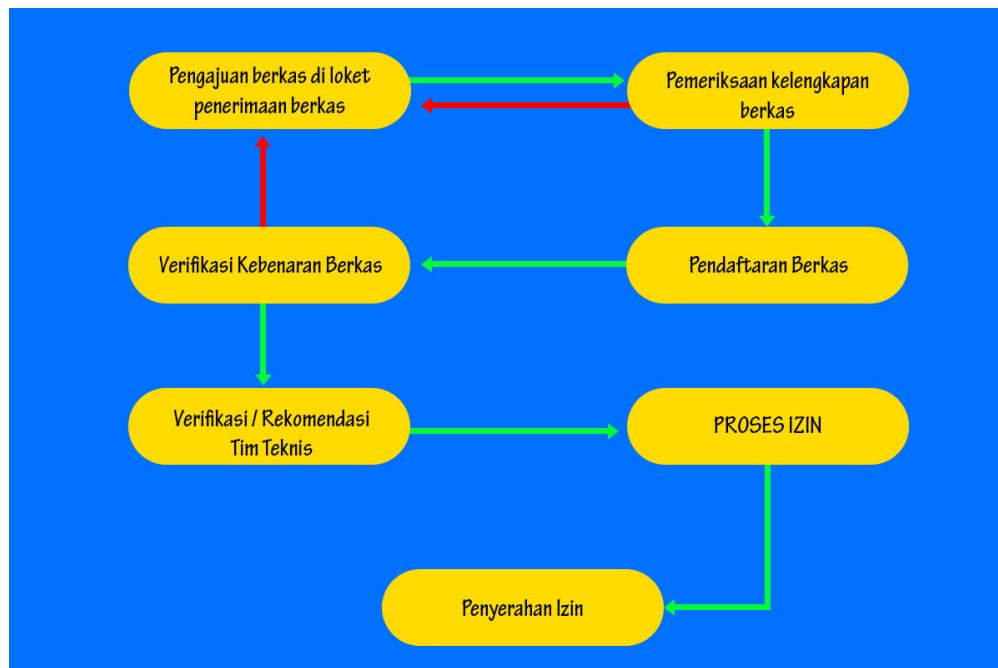 Pengajuan berkas di loket
penerimaan berkas
Pemeriksaan kelengkapan
berkas
Verifikasi Kebenaran Berkas
Pendaftaran Berkas
Verifikasi / Rekomendasi
Tim Teknis
PROSES IZIN
Penyerahan Izin